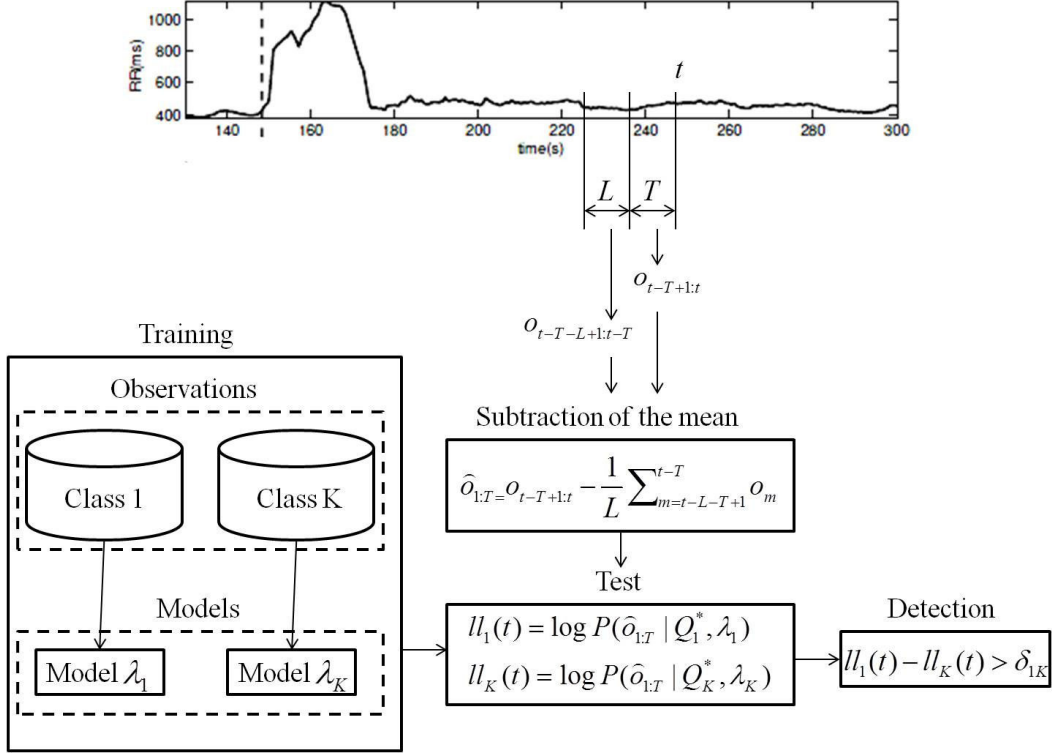 RR(ms)
1000
800
600
400
140 160 180 200 220 240 260 280 300
time(s)
t
L T
o_{t-T+1:t}
o_{t-T-L+1:t-T}
Training
Observations
Class 1 Class K
Models
Model λ_1 Model λ_K
Subtraction of the mean
ô_{1:T=} o_{t-T+1:t} - \frac{1}{L} ∑_{m=t-L-T+1}^{t-T} o_m
Test
ll_1(t) = log P(ô_{1:T} | Q_1^*, λ_1)
ll_K(t) = log P(ô_{1:T} | Q_K^*, λ_K)
Detection
ll_1(t) - ll_K(t) > δ_{1K}